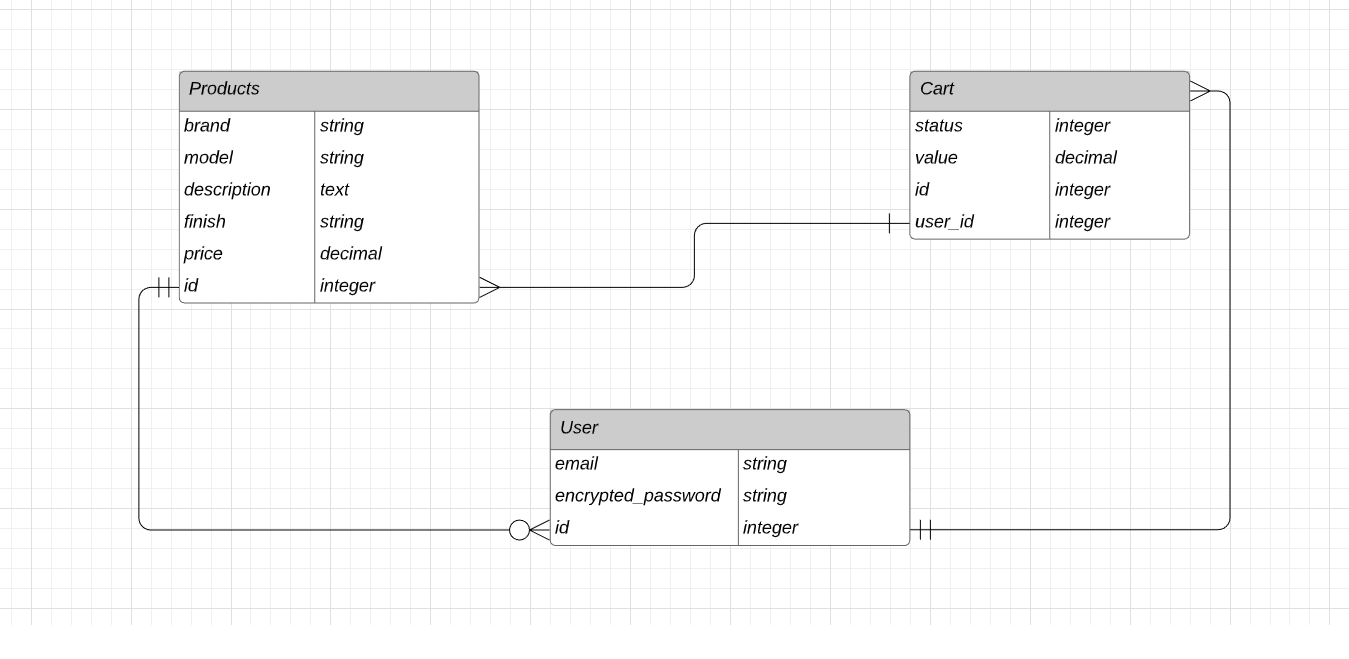 Products
brand string
model string
description text
finish string
price decimal
id integer
Cart
status integer
value decimal
id integer
user_id integer
User
email string
encrypted_password string
id integer